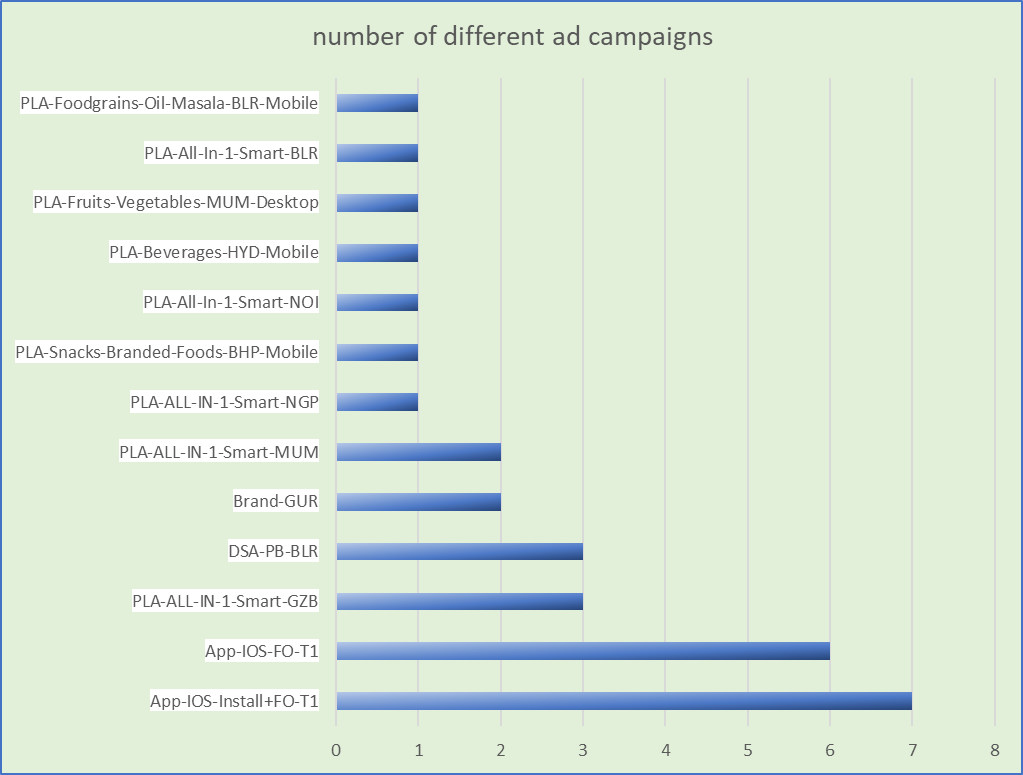 number of different ad campaigns
PLA-Foodgrains-Oil-Masala-BLR-Mobile
PLA-All-In-1-Smart-BLR
PLA-Fruits-Vegetables-MUM-Desktop
PLA-Beverages-HYD-Mobile
PLA-All-In-1-Smart-NOI
PLA-Snacks-Branded-Foods-BHP-Mobile
PLA-ALL-IN-1-Smart-NGP
PLA-ALL-IN-1-Smart-MUM
Brand-GUR
DSA-PB-BLR
PLA-ALL-IN-1-Smart-GZB
App-IOS-FO-T1
App-IOS-Install+FO-T1
0 1 2 3 4 5 6 7 8